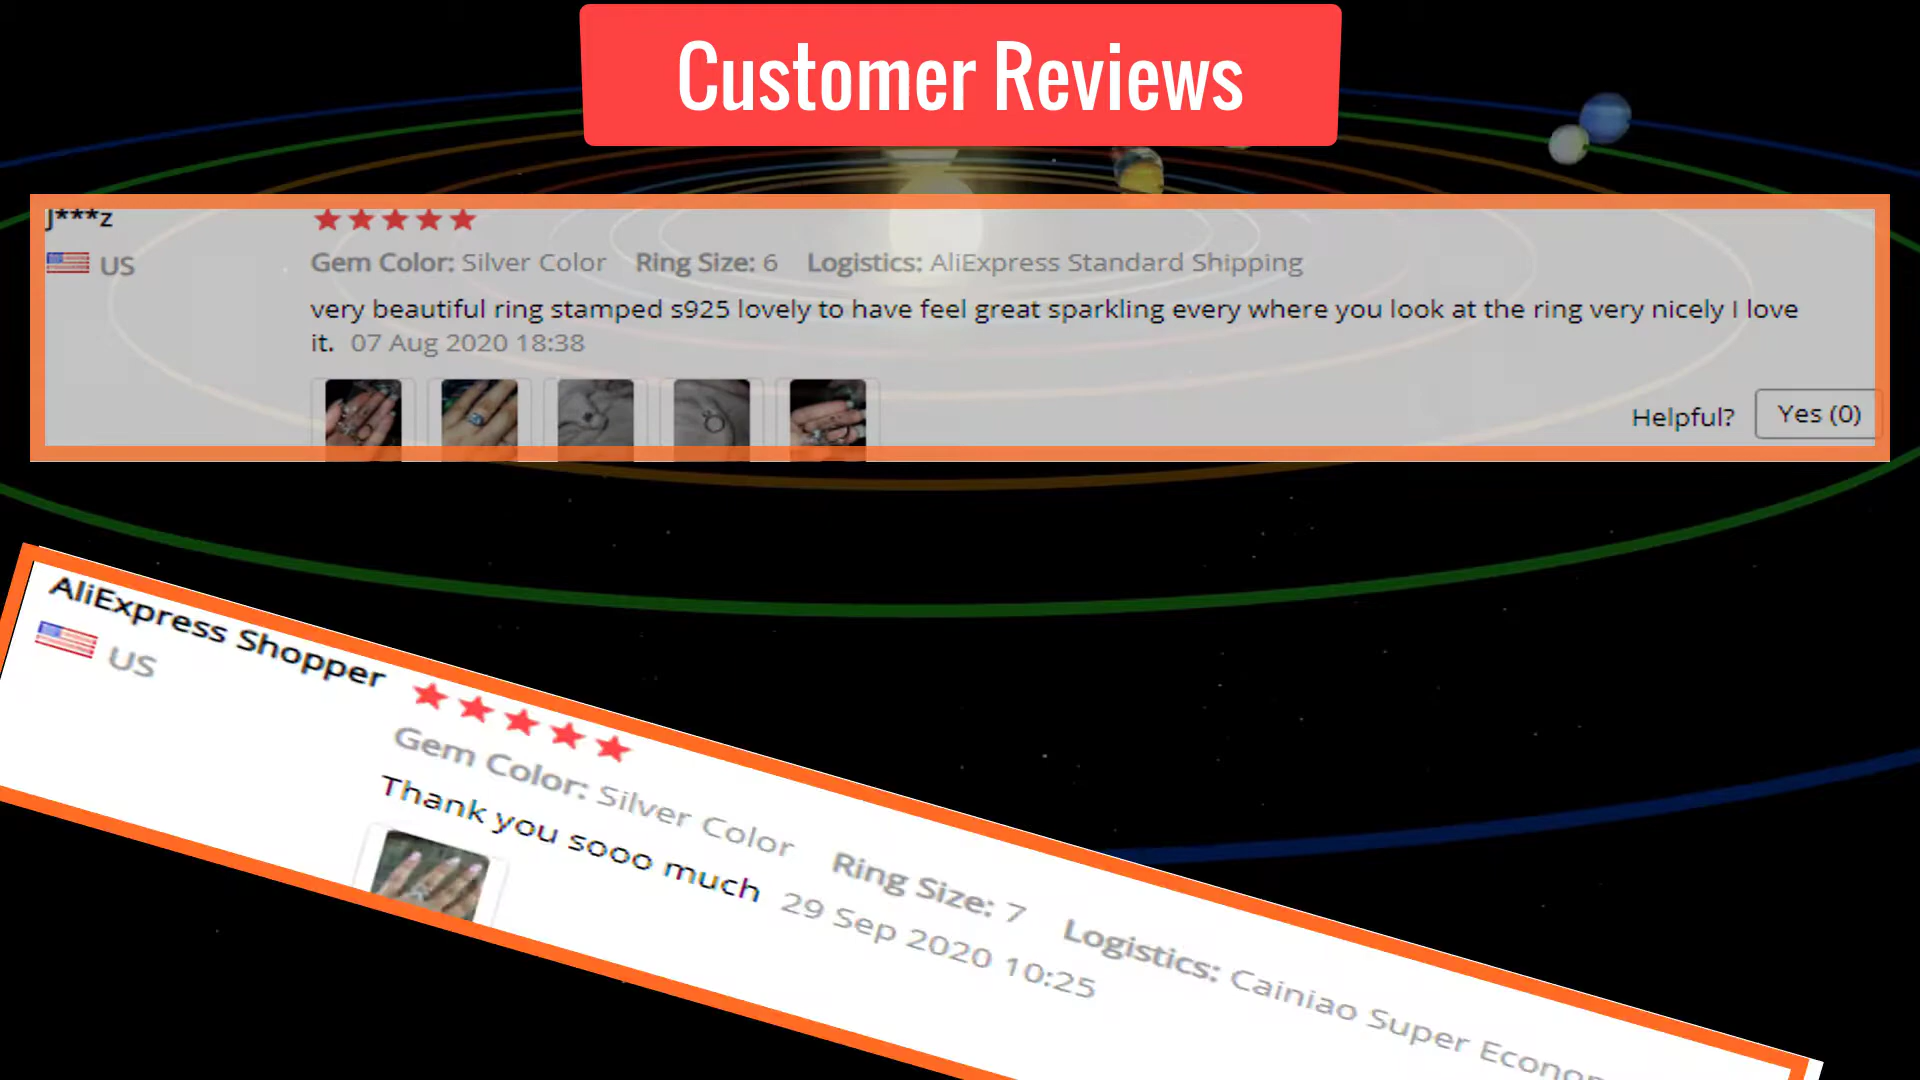 Customer Reviews
J***z
US
Gem Color: Silver Color Ring Size: 6 Logistics: AliExpress Standard Shipping
very beautiful ring stamped s925 lovely to have feel great sparkling every where you look at the ring very nicely I love
it. 07 Aug 2020 18:38
Helpful? Yes (0)
AliExpress Shopper
US
Gem Color: Silver Color Ring Size: 7 Logistics: Cainiao Super
Thank you sooo much 29 Sep 2020 10:25